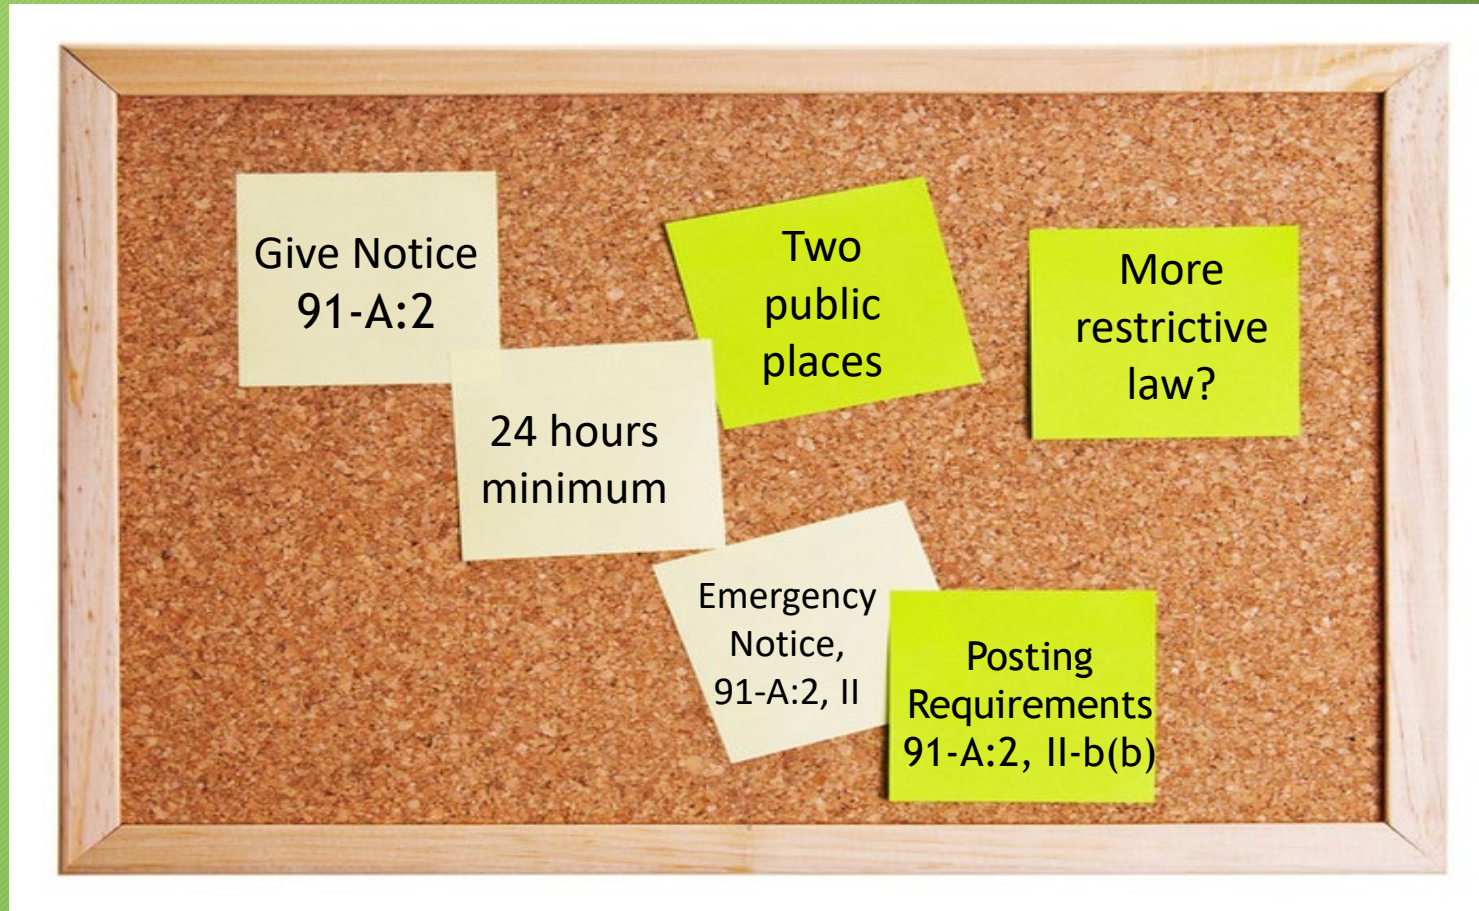 Give Notice
91-A:2
24 hours
minimum
Two
public
places
More
restrictive
law?
Emergency
Notice,
91-A:2, II
Posting
Requirements
91-A:2, II-b(b)